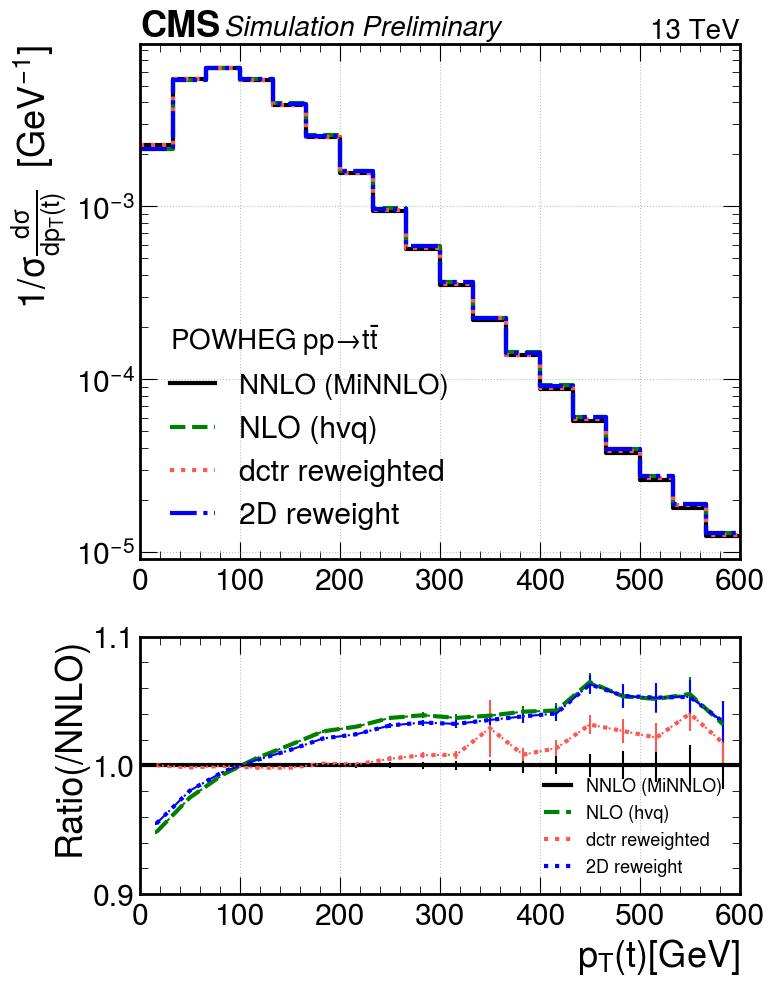 CMS Simulation Preliminary 13 TeV
1/σ dσ/dp_T(t) [GeV⁻¹]
10⁻³
10⁻⁴
10⁻⁵
POWHEG pp→tt̄
NNLO (MiNNLO)
NLO (hvq)
dctr reweighted
2D reweight
0 100 200 300 400 500 600
Ratio(/NNLO)
1.1
1.0
0.9
NNLO (MiNNLO)
NLO (hvq)
dctr reweighted
2D reweight
0 100 200 300 400 500 600
p_T(t)[GeV]